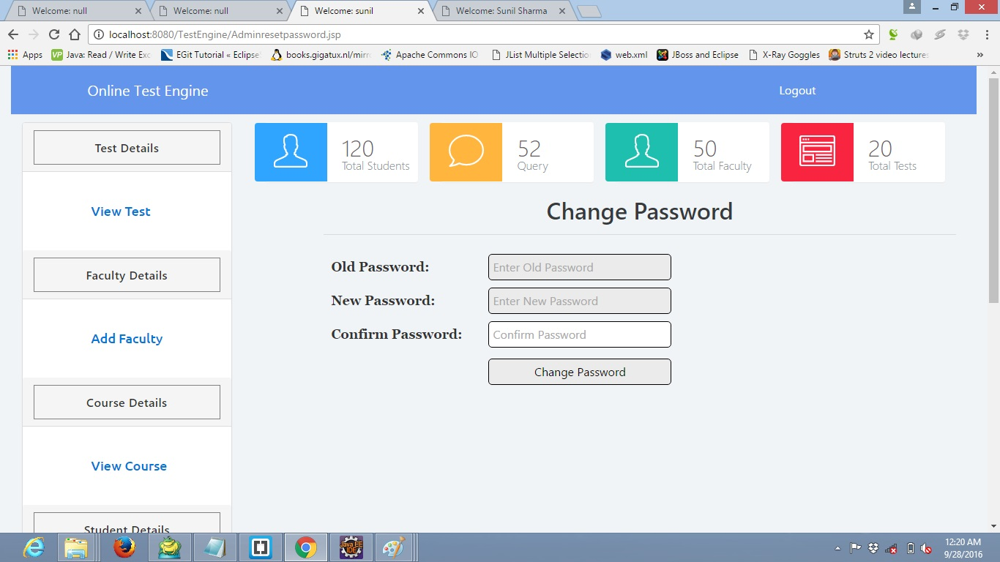 Welcome: null
Welcome: null
Welcome: sunil
Welcome: Sunil Sharma
localhost:8080/TestEngine/Adminresetpassword.jsp
Apps
VP Java: Read / Write Exc
EGit Tutorial « Eclipse
books.gigatux.nl/mirr
Apache Commons IO
JList Multiple Selectio
web.xml
JBoss and Eclipse
X-Ray Goggles
Struts 2 video lectures
»
Online Test Engine
Logout
Test Details
View Test
Faculty Details
Add Faculty
Course Details
View Course
Student Details
120
Total Students
52
Query
50
Total Faculty
20
Total Tests
Change Password
Old Password:
Enter Old Password
New Password:
Enter New Password
Confirm Password:
Confirm Password
Change Password
Java EE
IDE
12:20 AM
9/28/2016